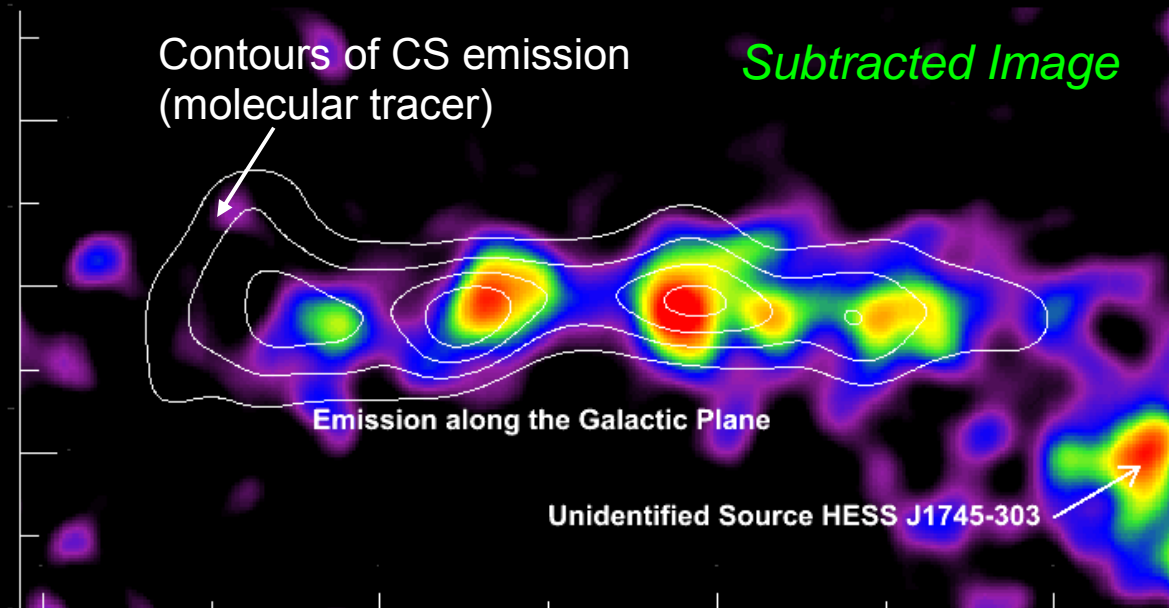 Contours of CS emission
(molecular tracer)
Subtracted Image
Emission along the Galactic Plane
Unidentified Source HESS J1745-303